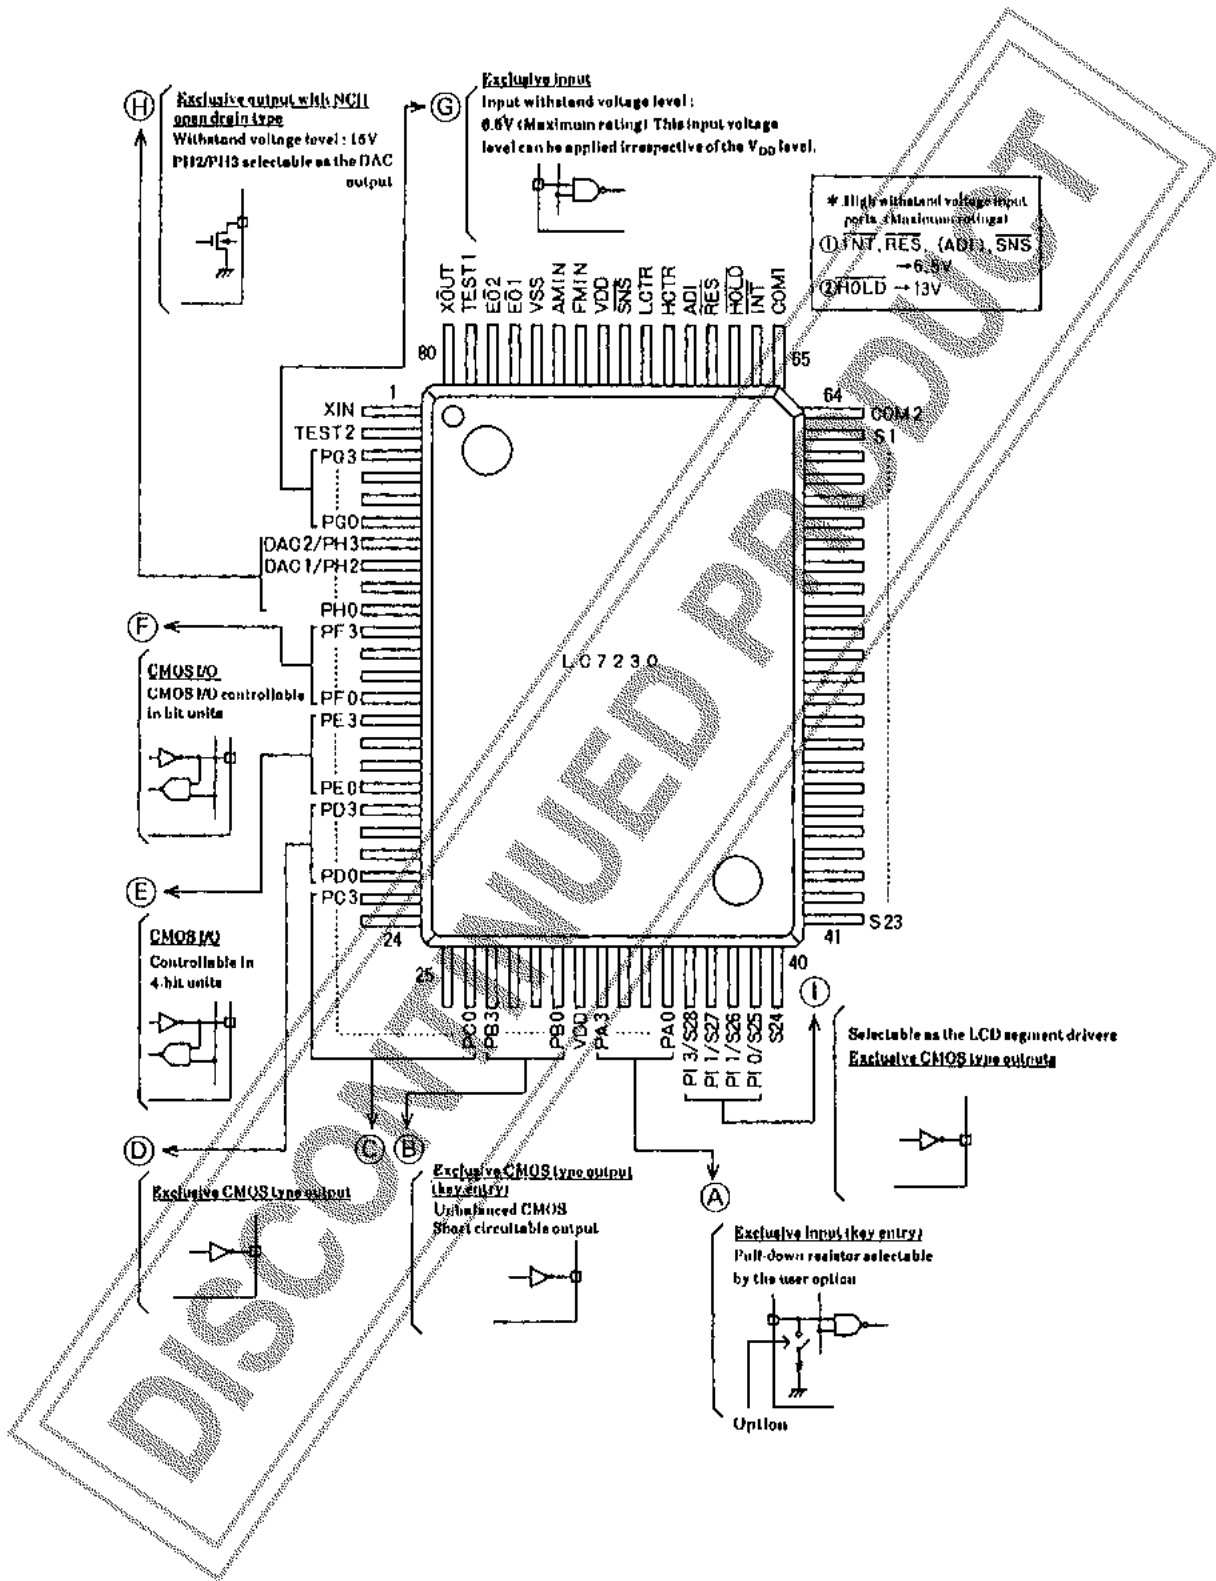 H
Exclusive output with NCH
open drain type
Withstand voltage level : 15V
PH2/PH3 selectable as the DAC
output
G
Exclusive input
Input withstand voltage level :
6.5V (Maximum rating) This input voltage
level can be applied irrespective of the VDD level.
* High withstand voltage input
ports (Maximum ratings)
① INT, RES, (ADI), SNS
→6.5V
② HOLD →13V
XOUT
TEST1
EO2
EO1
VSS
AMIN
FMIN
VDD
SNS
LCTR
HCTR
ADI
RES
HOLD
INT
COM1
80
65
1
64
XIN
TEST2
PG3
PG0
DAC2/PH3
DAC1/PH2
PH0
PF3
PF0
PE3
PE0
PD3
PD0
PC3
24
COM2
S1
S23
41
LC7230
F
CMOS I/O
CMOS I/O controllable
in bit units
E
CMOS I/O
Controllable in
4-bit units
25
40
PC0
PB3
PB0
VDD
PA3
PA0
PI3/S28
PI1/S27
PI1/S26
PI0/S25
S24
I
Selectable as the LCD segment drivers
Exclusive CMOS type outputs
D
Exclusive CMOS type output
C
B
Exclusive CMOS type output
(key entry)
Unbalanced CMOS
Short circuitable output
A
Exclusive Input (key entry)
Pull-down resistor selectable
by the user option
Option
DISCONTINUED PRODUCT